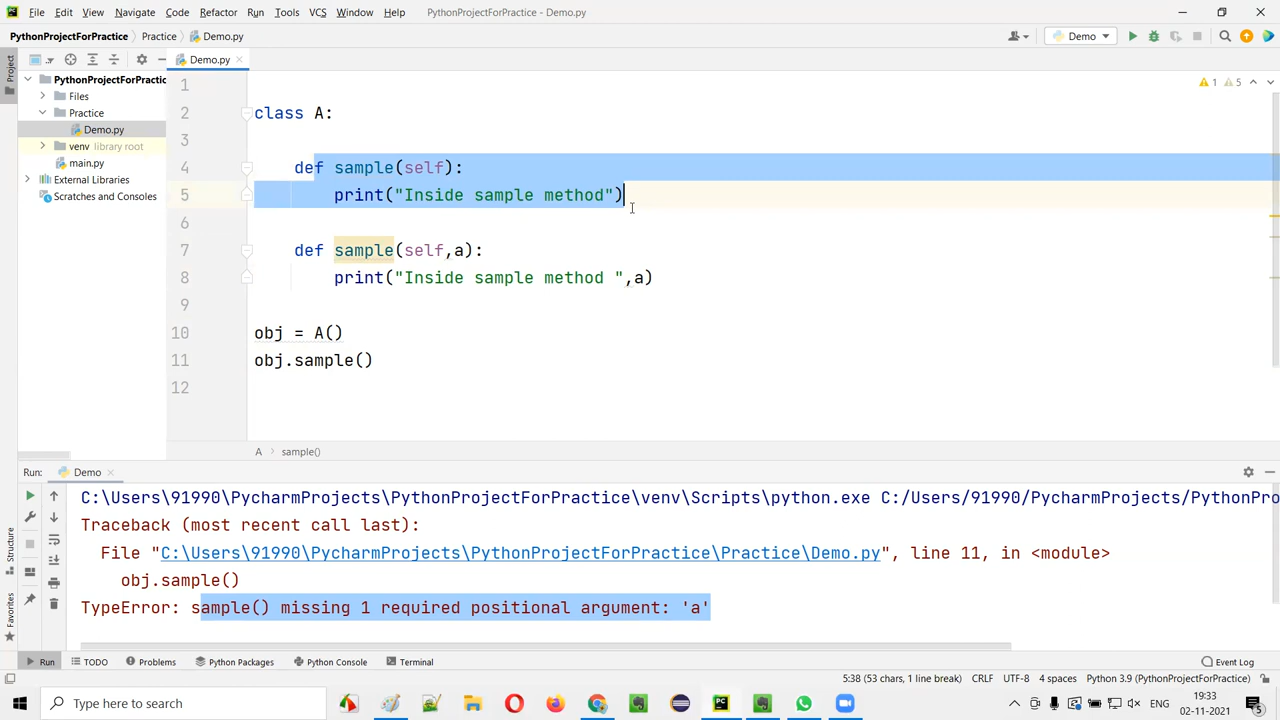 File Edit View Navigate Code Refactor Run Tools VCS Window Help PythonProjectForPractice - Demo.py
PythonProjectForPractice Practice Demo.py Demo
Project
Demo.py
PythonProjectForPractic
Files
Practice
Demo.py
venv library root
main.py
External Libraries
Scratches and Consoles
1 5
1
2 class A:
3
4 def sample(self):
5 print("Inside sample method")
6
7 def sample(self,a):
8 print("Inside sample method ",a)
9
10 obj = A()
11 obj.sample()
12
A sample()
Run: Demo
C:\Users\91990\PycharmProjects\PythonProjectForPractice\venv\Scripts\python.exe C:/Users/91990/PycharmProjects/PythonPro
Traceback (most recent call last):
File "C:\Users\91990\PycharmProjects\PythonProjectForPractice\Practice\Demo.py", line 11, in <module>
obj.sample()
TypeError: sample() missing 1 required positional argument: 'a'
Structure
Favorites
Run TODO Problems Python Packages Python Console Terminal Event Log
5:38 (53 chars, 1 line break) CRLF UTF-8 4 spaces Python 3.9 (PythonProjectForPractice)
Type here to search
ENG
19:33
02-11-2021
5